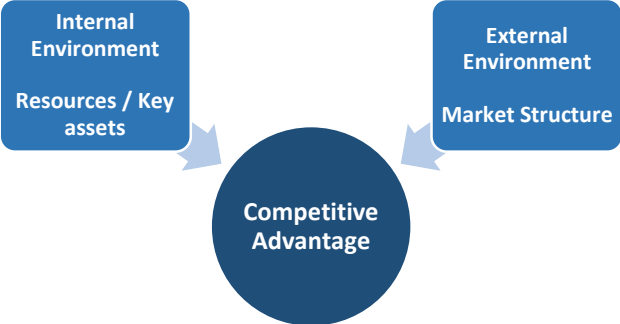 Internal
Environment
Resources / Key
assets
External
Environment
Market Structure
Competitive
Advantage